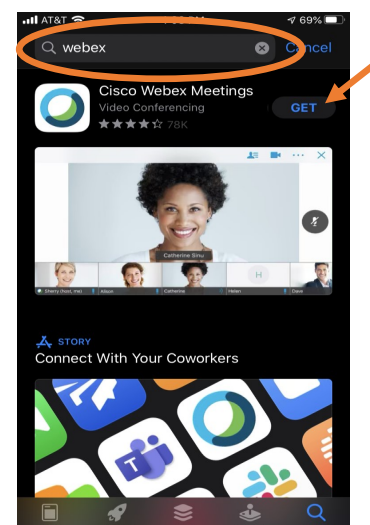 AT&T
69%
webex
Cancel
Cisco Webex Meetings
Video Conferencing
GET
78K
Catherine Sinu
H
Sherry (host, me) Alison Catherine Helen Dave
STORY
Connect With Your Coworkers
T